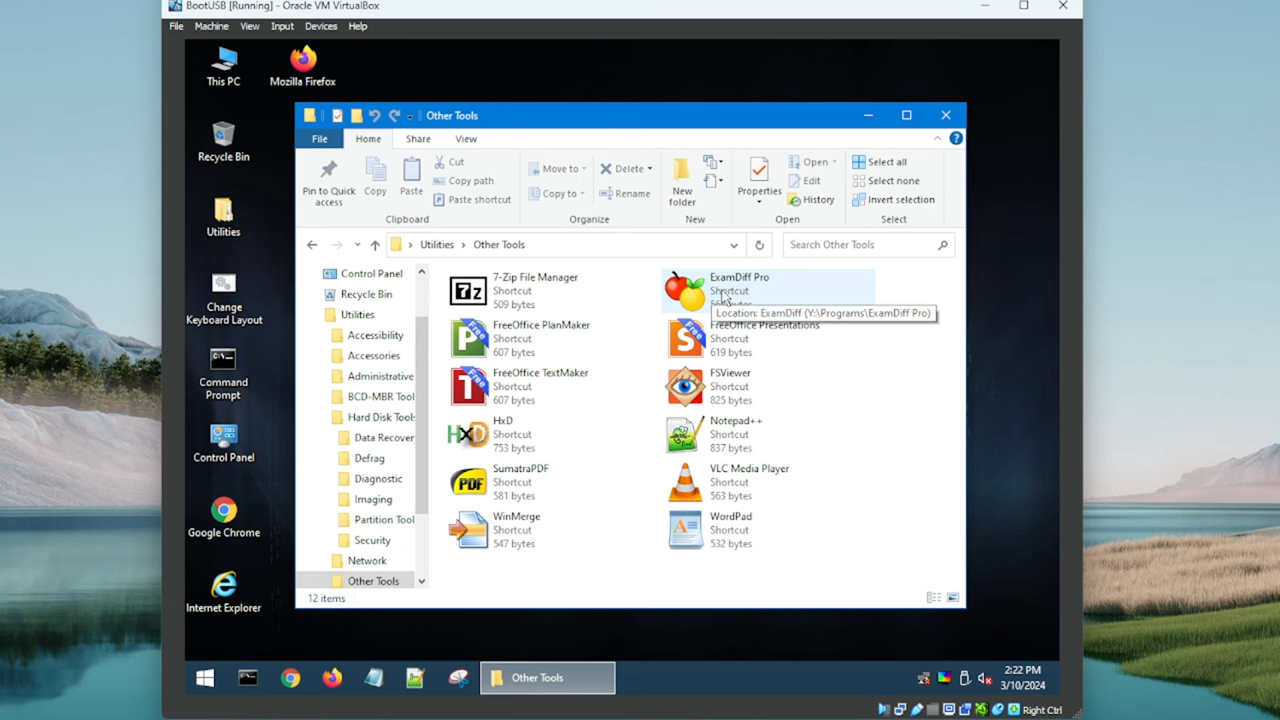 BootUSB [Running] - Oracle VM VirtualBox
File Machine View Input Devices Help
This PC
Mozilla Firefox
Recycle Bin
Utilities
Change
Keyboard Layout
Command
Prompt
Control Panel
Google Chrome
Internet Explorer
Other Tools
File Home Share View
Pin to Quick
access
Copy
Paste
Cut
Copy path
Paste shortcut
Clipboard
Move to
Copy to
Delete
Rename
Organize
New
folder
New
Properties
Open
Edit
History
Open
Select all
Select none
Invert selection
Select
Utilities > Other Tools
Search Other Tools
Control Panel
Recycle Bin
Utilities
Accessibility
Accessories
Administrative
BCD-MBR Tool
Hard Disk Tool
Data Recover
Defrag
Diagnostic
Imaging
Partition Tool
Security
Network
Other Tools
7z
7-Zip File Manager
Shortcut
509 bytes
ExamDiff Pro
Shortcut
Location: ExamDiff (Y:\Programs\ExamDiff Pro)
P Free
FreeOffice PlanMaker
Shortcut
607 bytes
S Free
FreeOffice Presentations
Shortcut
619 bytes
T Free
FreeOffice TextMaker
Shortcut
607 bytes
FSViewer
Shortcut
825 bytes
HxD
HxD
Shortcut
753 bytes
Notepad++
Shortcut
837 bytes
PDF
SumatraPDF
Shortcut
581 bytes
VLC Media Player
Shortcut
563 bytes
WinMerge
Shortcut
547 bytes
A
WordPad
Shortcut
532 bytes
12 items
Other Tools
2:22 PM
3/10/2024
Right Ctrl